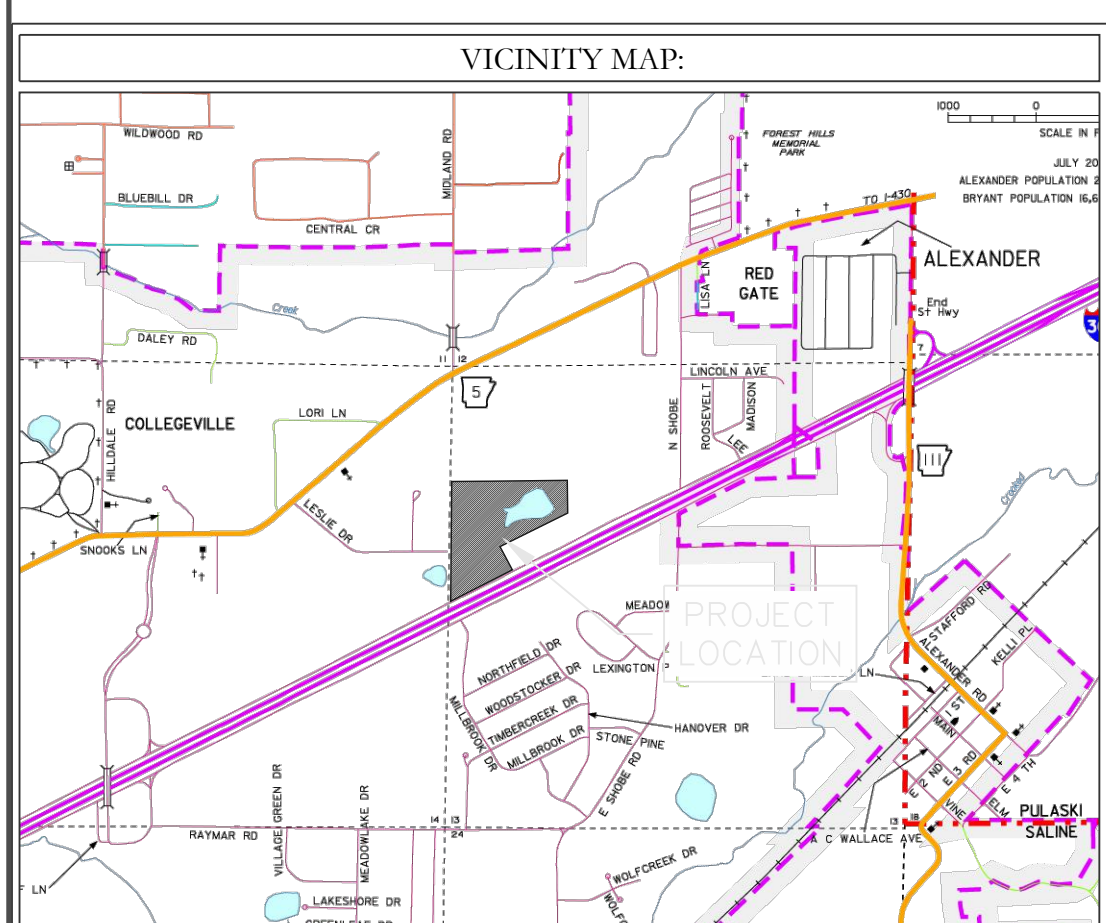 VICINITY MAP:
WILDWOOD RD
MIDLAND RD
FOREST HILLS
MEMORIAL
PARK
1000
0
SCALE IN F
JULY 20
ALEXANDER POPULATION 2
BRYANT POPULATION 16,6
TO I-430
BLUEBILL DR
CENTRAL CR
ALEXANDER
RED
GATE
LISA LN
End
St Hwy
Creek
DALEY RD
11
12
7
5
LINCOLN AVE
N SHOBE
ROOSEVELT
MADISON
LEE
COLLEGEVILLE
LORI LN
HILLDALE RD
111
LESLIE DR
SNOOKS LN
Crooked
PROJECT
LOCATION
MEADOW
LEXINGTON
STAFFORD RD
ALEXANDER RD
KELLI PL
LN
NORTHFIELD DR
WOODSTOCKER DR
TIMBERCREEK DR
MILLBROOK DR
MILLBROOK DR
HANOVER DR
STONE PINE
E SHOBE RD
1 ST
MAIN
E 2 ND
E 3 RD
E 4 TH
VINE
ELM
PULASKI
SALINE
A C WALLACE AVE
VILLAGE GREEN DR
MEADOWLAKE DR
RAYMAR RD
14
13
24
13
18
F LN
WOLFCREEK DR
LAKESHORE DR
GREENLEAF DR